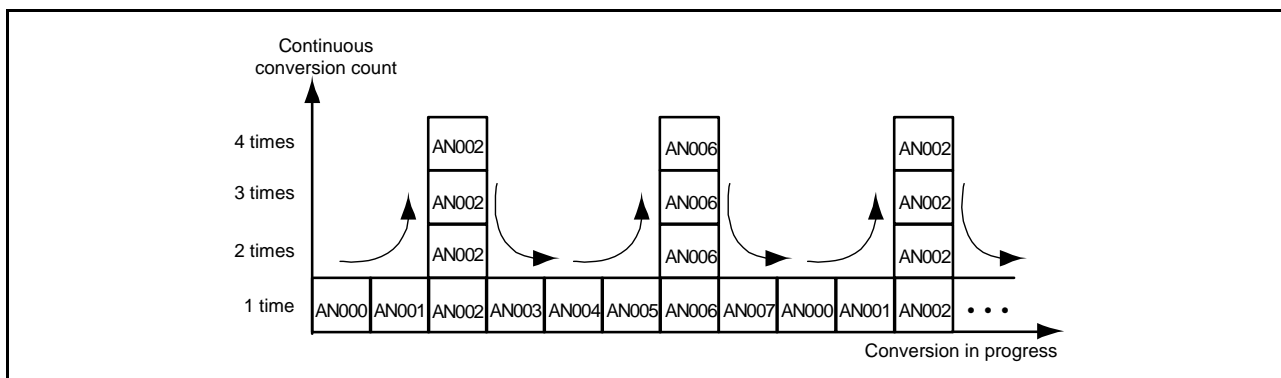 Continuous
conversion count
4 times
AN002
AN006
AN002
3 times
AN002
AN006
AN002
2 times
AN002
AN006
AN002
1 time
AN000
AN001
AN002
AN003
AN004
AN005
AN006
AN007
AN000
AN001
AN002
• • •
Conversion in progress